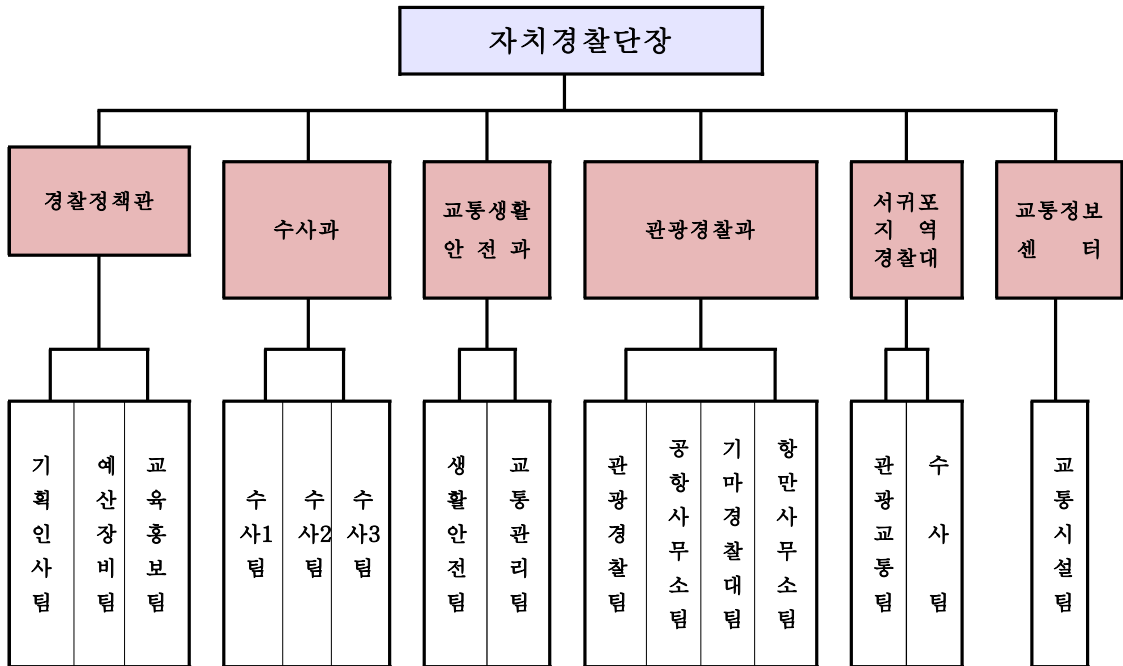 자치경찰단장
경찰정책관
수사과
교통생활
안 전 과
관광경찰과
서귀포
지 역
경찰대
교통정보
센 터
기획인사팀
예산장비팀
교육홍보팀
수사1팀
수사2팀
수사3팀
생활안전팀
교통관리팀
관광경찰팀
공항사무소팀
기마경찰대팀
항만사무소팀
관광교통팀
수사팀
교통시설팀